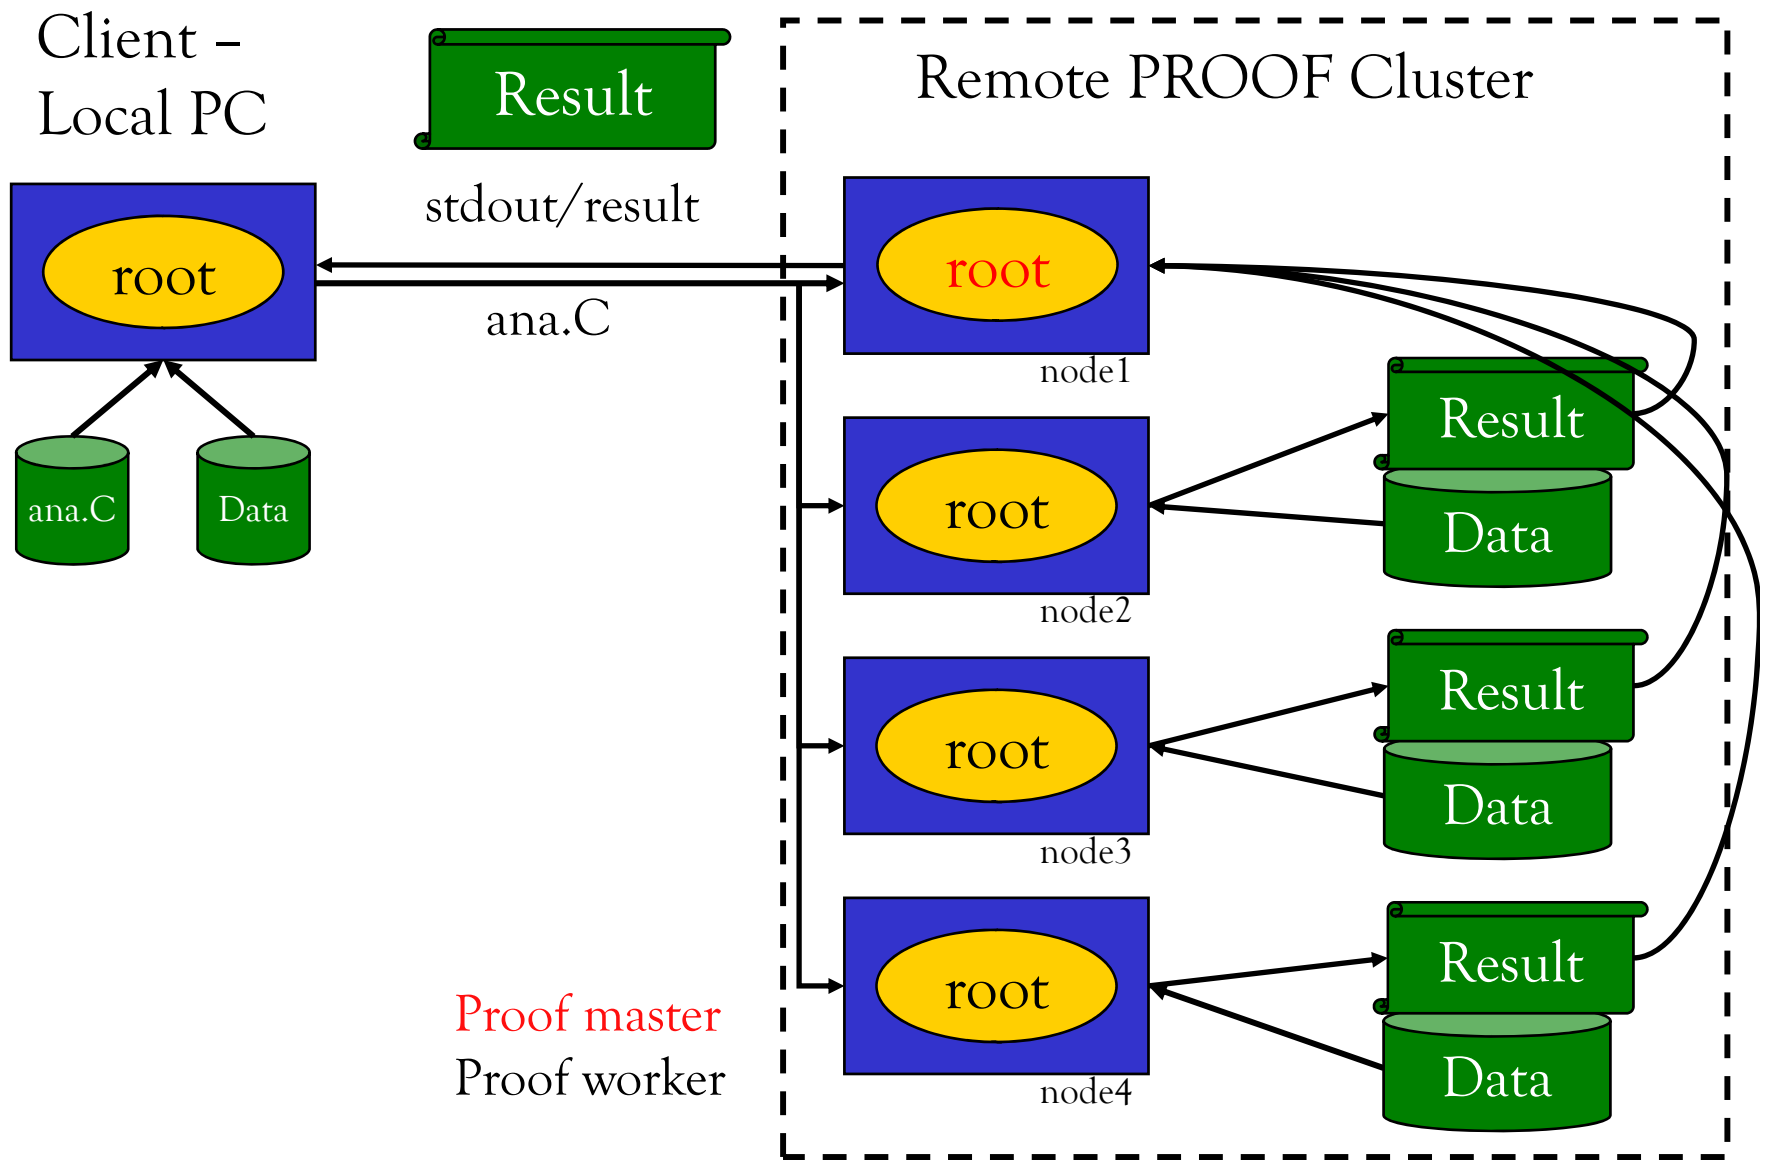 Client –
Local PC
Result
Remote PROOF Cluster
stdout/result
root
root
ana.C
node1
ana.C
Data
root
Result
Data
node2
root
Result
Data
node3
root
Result
Data
node4
Proof master
Proof worker